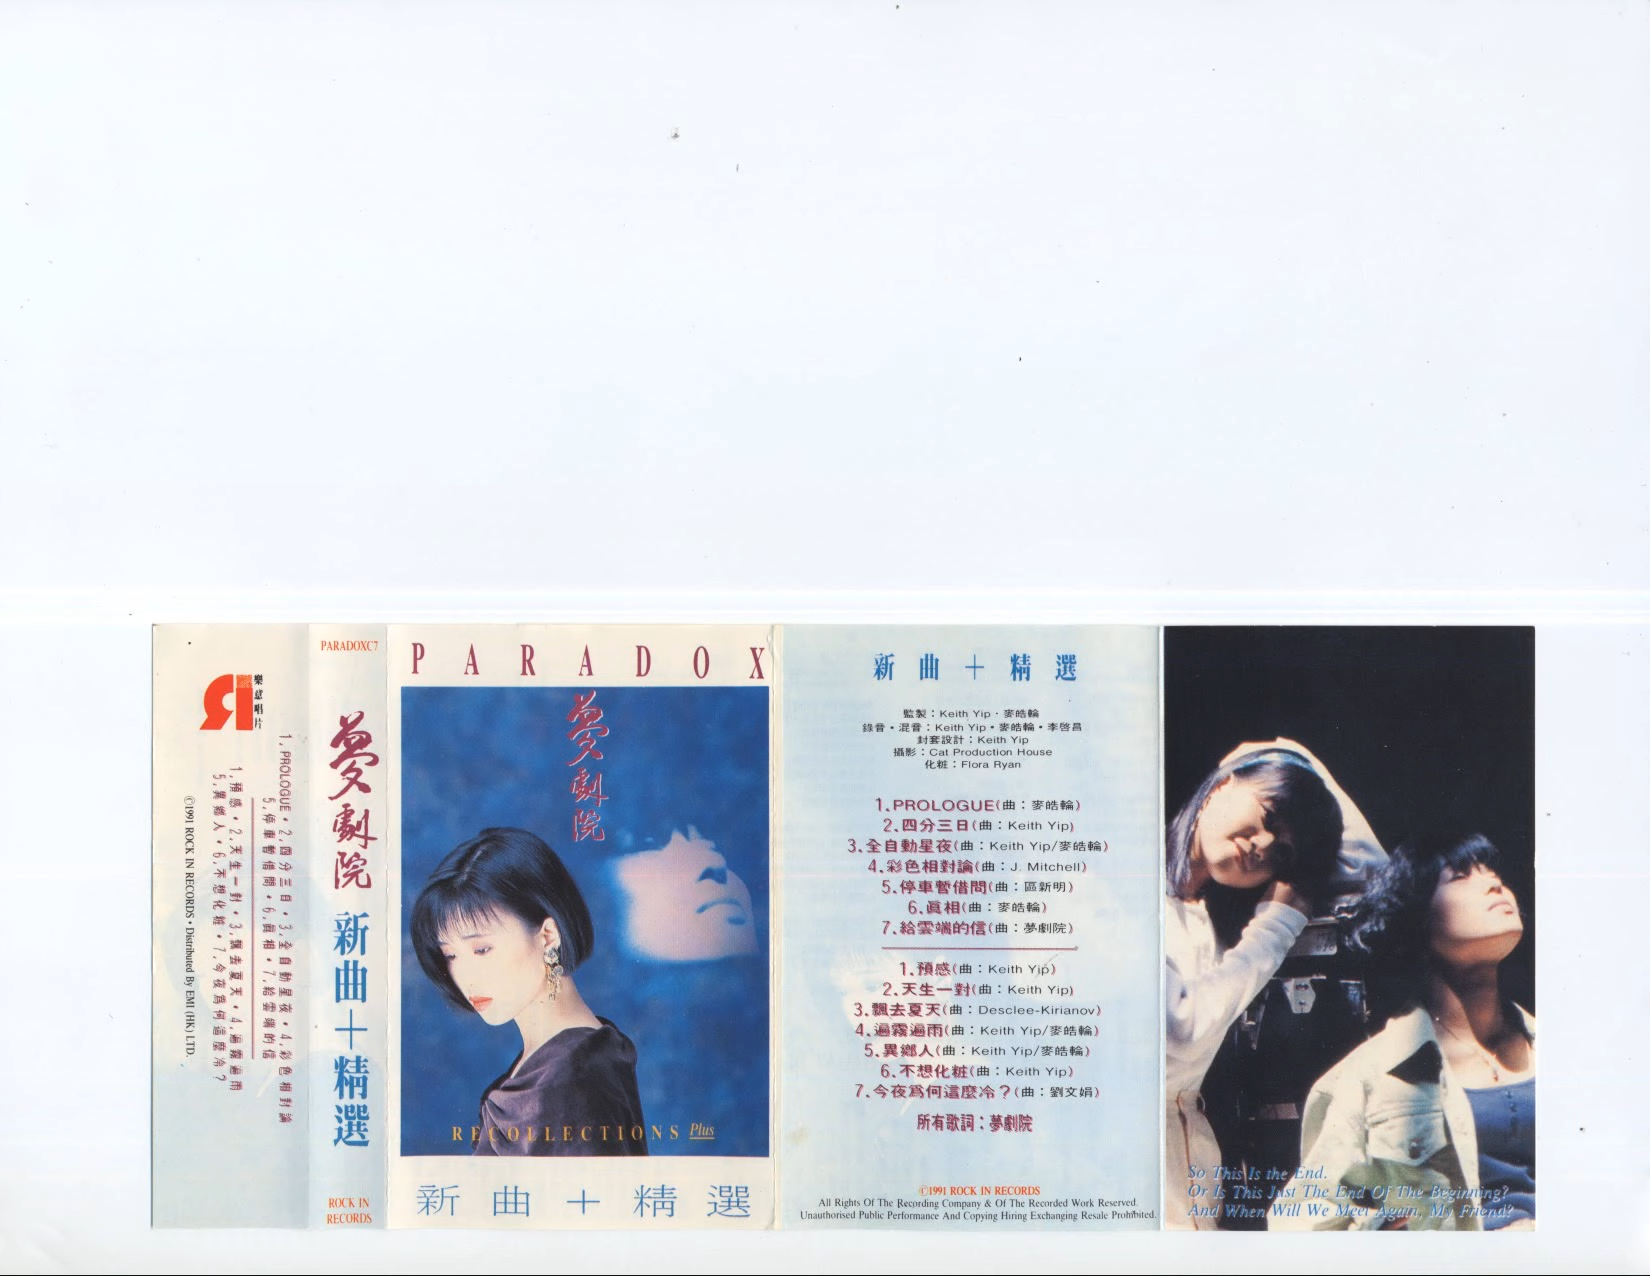 樂意唱片
1.PROLOGUE・2.四分三日・3.全自動星夜・4.彩色相對論
5.停車暫借問・6.眞相・7.給雲端的信
1.預感・2.天生一對・3.飄去夏天・4.遍霧遍雨
5.異鄉人・6.不想化粧・7.今夜爲何這麼冷?
©1991 ROCK IN RECORDS・Distributed By EMI (HK) LTD.
PARADOXC7
夢劇院
新曲+精選
ROCK IN
RECORDS
PARADOX
夢劇院
RECOLLECTIONS Plus
新曲+精選
新曲+精選
監製:Keith Yip・麥皓輪
錄音・混音:Keith Yip・麥皓輪・李啓昌
封套設計:Keith Yip
攝影:Cat Production House
化粧:Flora Ryan
1.PROLOGUE(曲:麥皓輪)
2.四分三日(曲:Keith Yip)
3.全自動星夜(曲:Keith Yip/麥皓輪)
4.彩色相對論(曲:J. Mitchell)
5.停車暫借問(曲:區新明)
6.眞相(曲:麥皓輪)
7.給雲端的信(曲:夢劇院)
1.預感(曲:Keith Yip)
2.天生一對(曲:Keith Yip)
3.飄去夏天(曲:Desclee-Kirianov)
4.遍霧遍雨(曲:Keith Yip/麥皓輪)
5.異鄉人(曲:Keith Yip/麥皓輪)
6.不想化粧(曲:Keith Yip)
7.今夜爲何這麼冷?(曲:劉文娟)
所有歌詞:夢劇院
©1991 ROCK IN RECORDS
All Rights Of The Recording Company & Of The Recorded Work Reserved.
Unauthorised Public Performance And Copying Hiring Exchanging Resale Prohibited.
So This Is the End.
Or Is This Just The End Of The Beginning?
And When Will We Meet Again, My Friend?